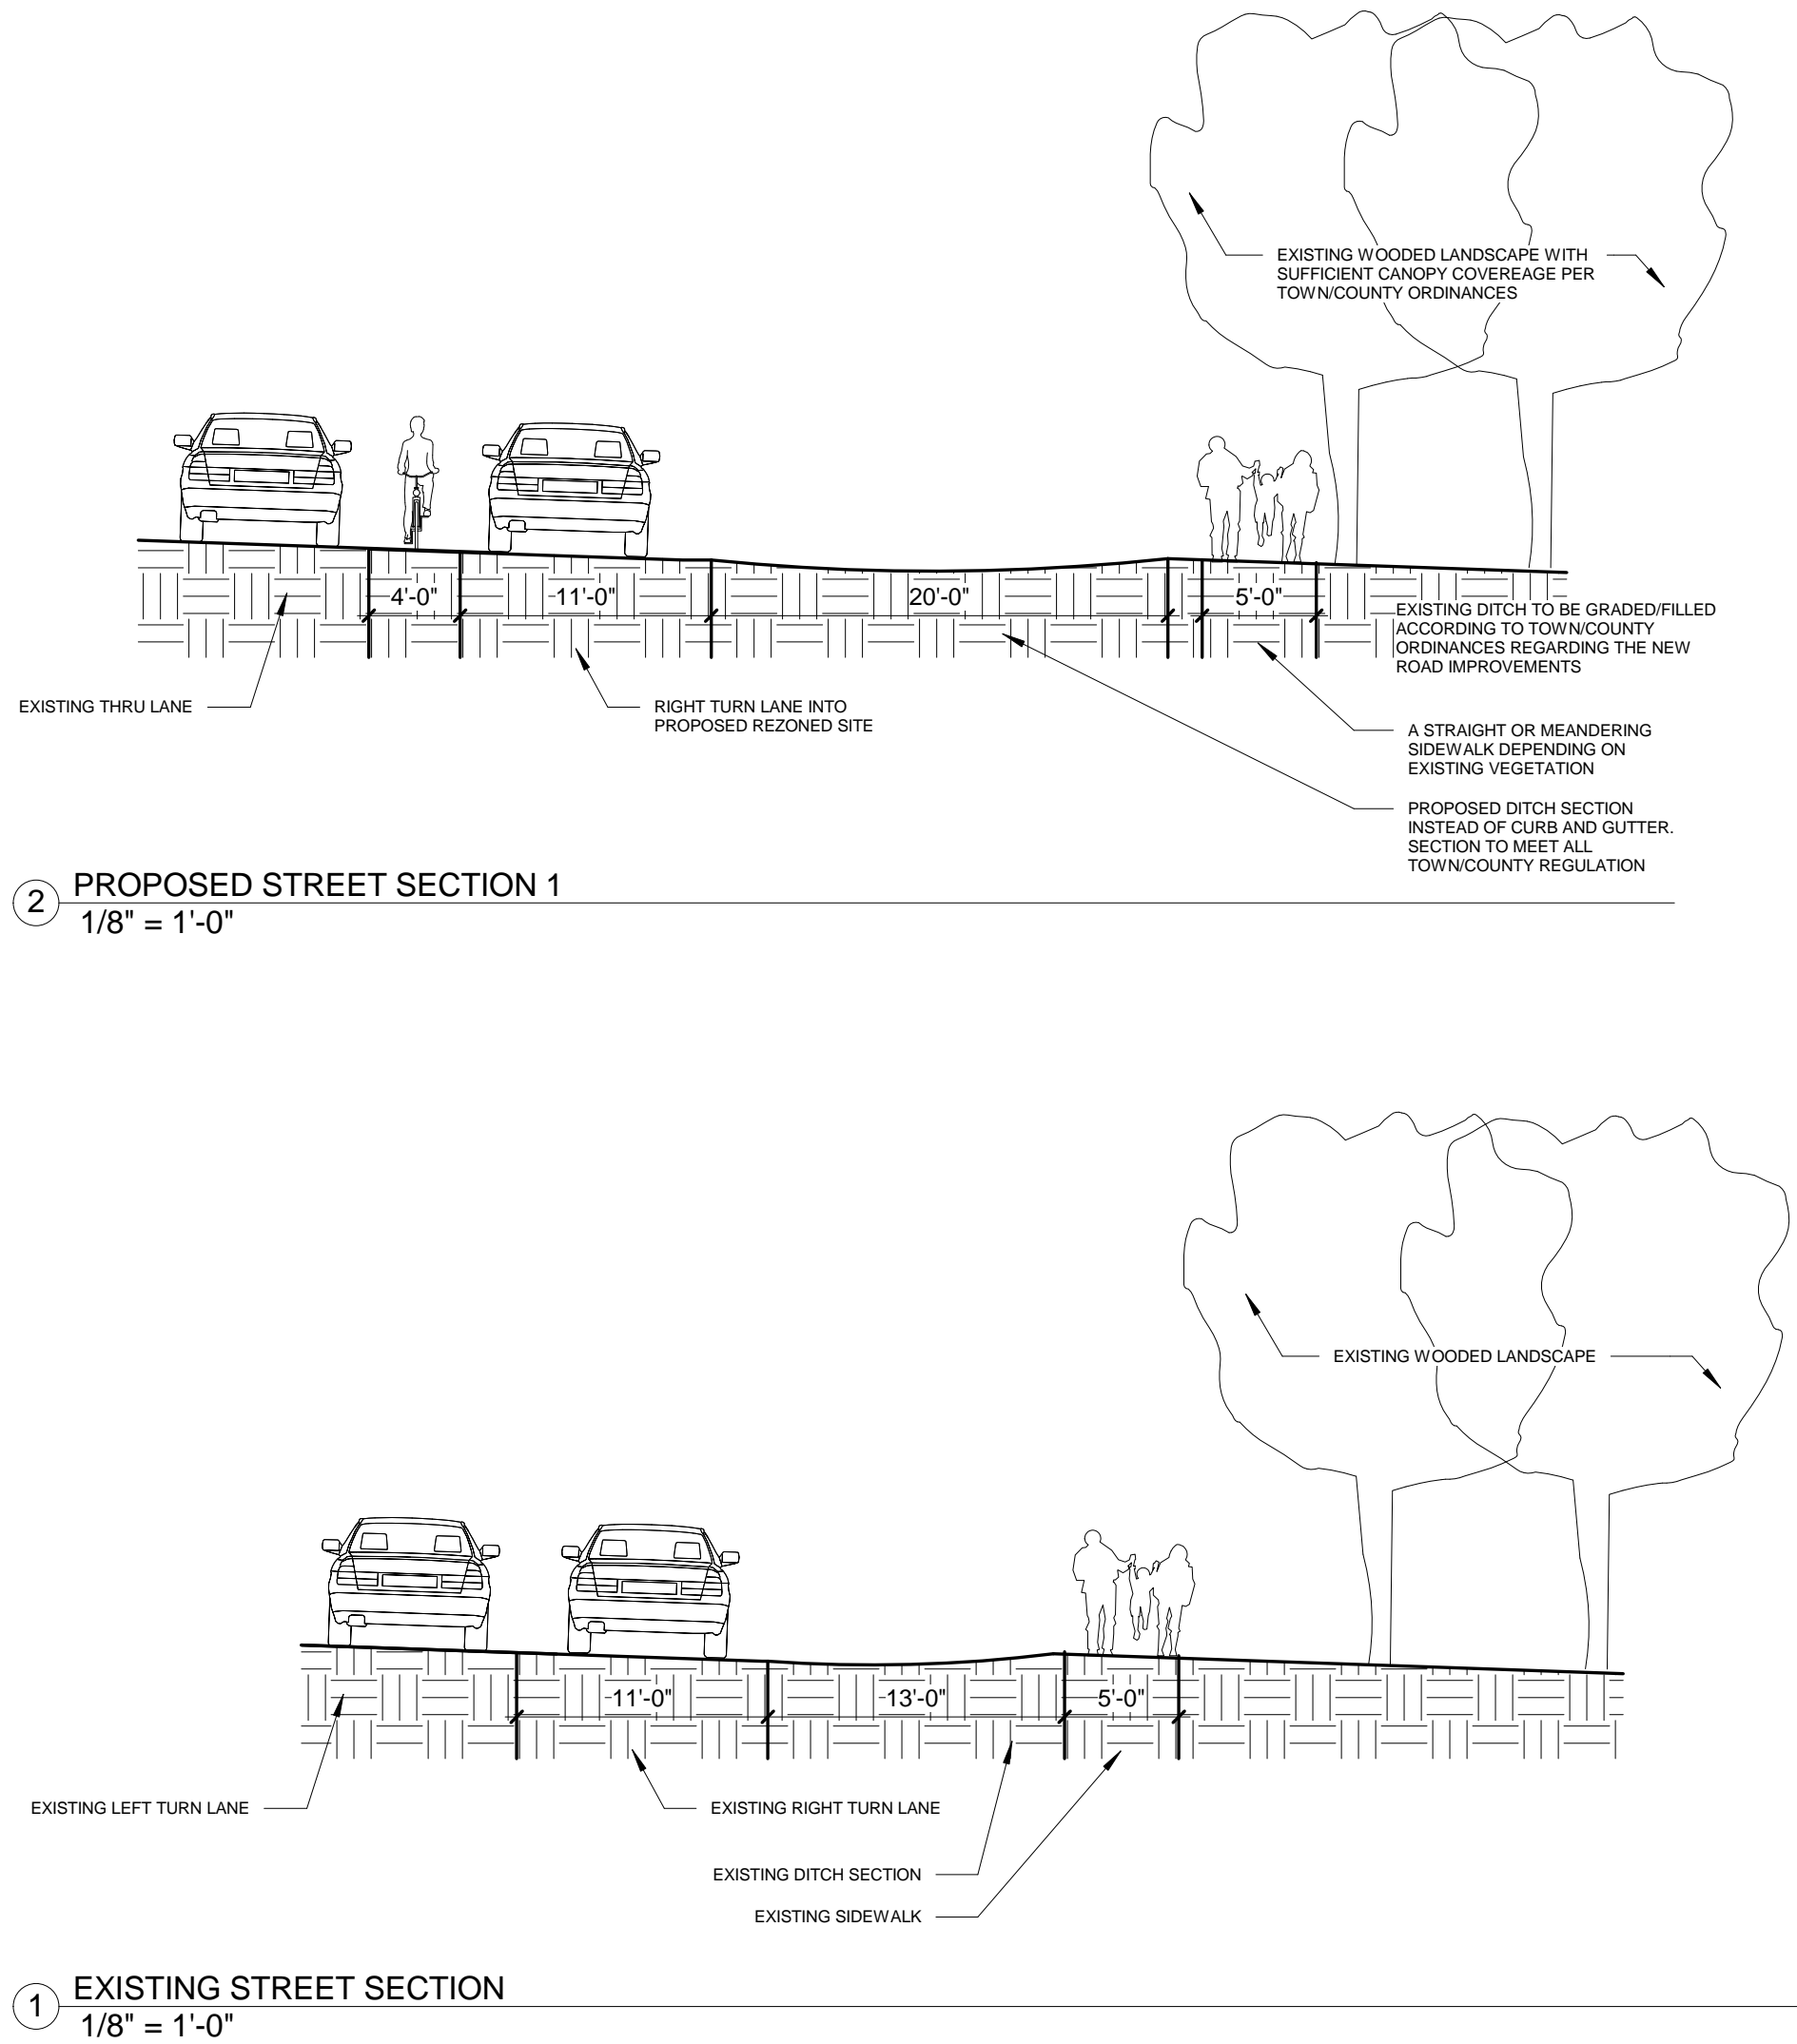 EXISTING WOODED LANDSCAPE WITH
SUFFICIENT CANOPY COVEREAGE PER
TOWN/COUNTY ORDINANCES
4'-0"
11'-0"
20'-0"
5'-0"
EXISTING DITCH TO BE GRADED/FILLED
ACCORDING TO TOWN/COUNTY
ORDINANCES REGARDING THE NEW
ROAD IMPROVEMENTS
EXISTING THRU LANE
RIGHT TURN LANE INTO
PROPOSED REZONED SITE
A STRAIGHT OR MEANDERING
SIDEWALK DEPENDING ON
EXISTING VEGETATION
PROPOSED DITCH SECTION
INSTEAD OF CURB AND GUTTER.
SECTION TO MEET ALL
TOWN/COUNTY REGULATION
2
PROPOSED STREET SECTION 1
1/8" = 1'-0"
EXISTING WOODED LANDSCAPE
11'-0"
13'-0"
5'-0"
EXISTING LEFT TURN LANE
EXISTING RIGHT TURN LANE
EXISTING DITCH SECTION
EXISTING SIDEWALK
1
EXISTING STREET SECTION
1/8" = 1'-0"